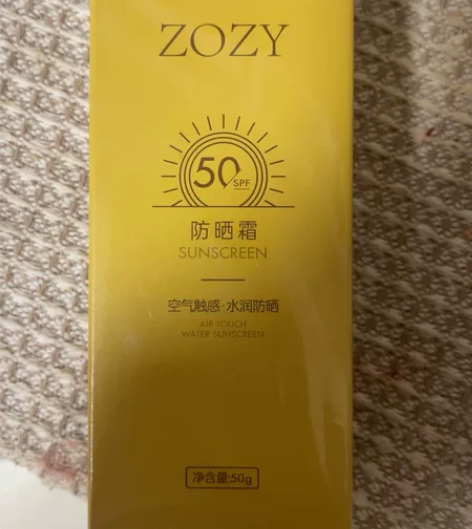 ZOZY
50
SPF
防晒霜
SUNSCREEN
空气触感·水润防晒
AIR TOUCH
WATER SUNSCREEN
净含量:50g